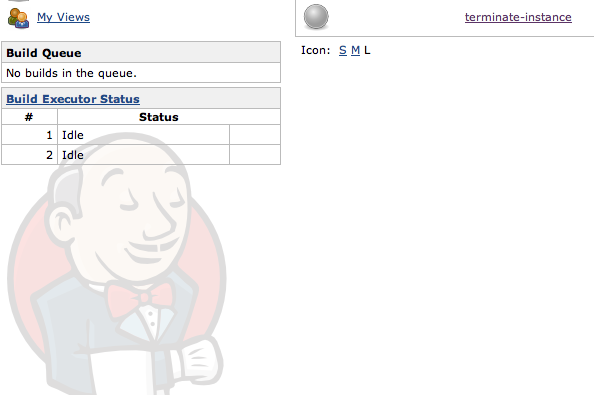 My Views
Build Queue
No builds in the queue.
Build Executor Status
# Status
1 Idle
2 Idle
terminate-instance
Icon: S M L